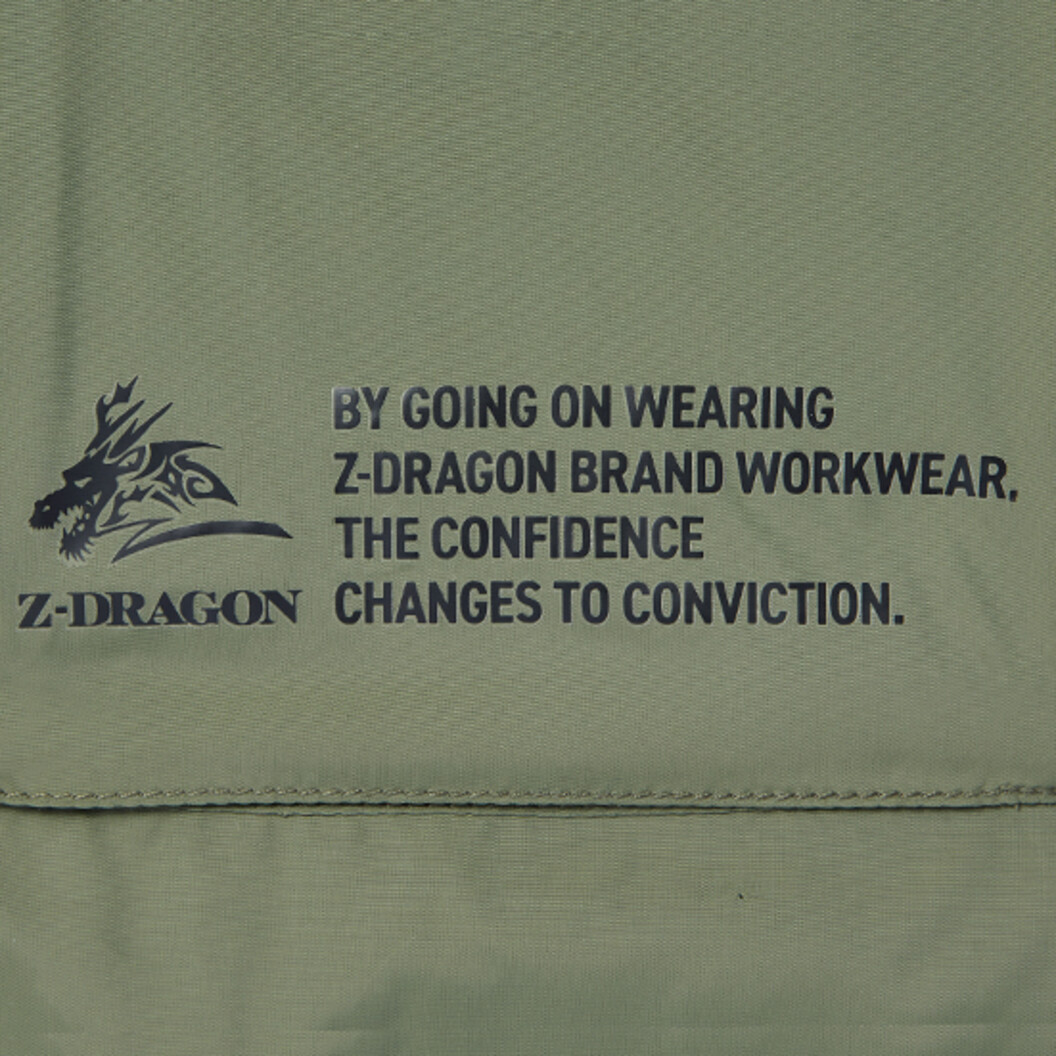 Z-DRAGON
BY GOING ON WEARING
Z-DRAGON BRAND WORKWEAR,
THE CONFIDENCE
CHANGES TO CONVICTION.